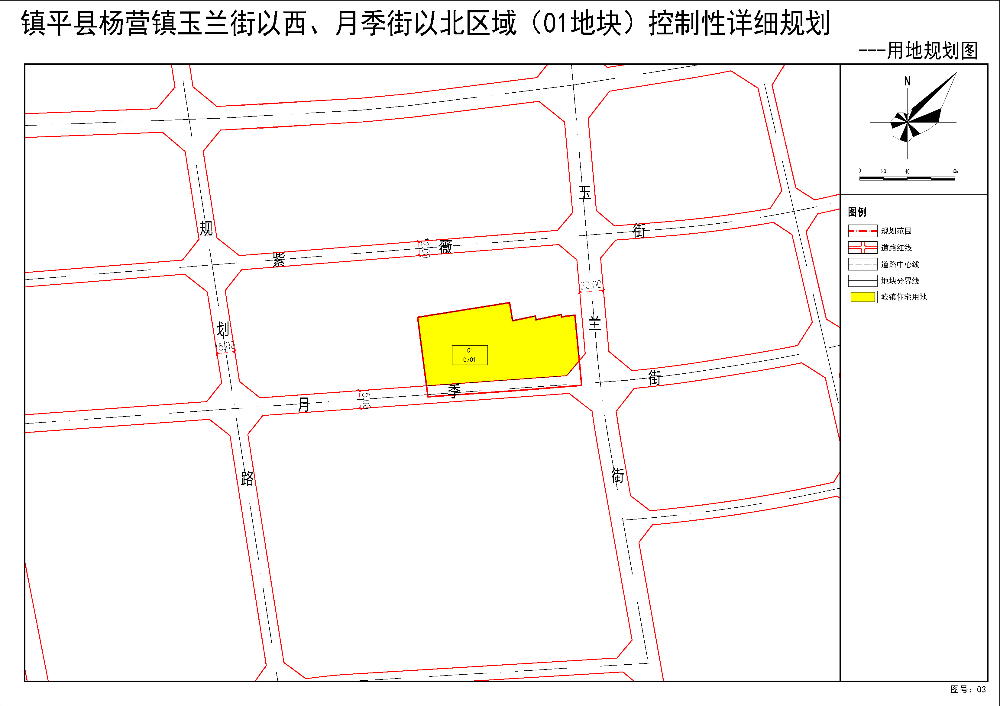 镇平县杨营镇玉兰街以西、月季街以北区域（01地块）控制性详细规划
---用地规划图
N
0 20 40 80m
图例
规划范围
道路红线
道路中心线
地块分界线
城镇住宅用地
玉
兰
街
规
划
路
紫 薇 街
月 季 街
12.00
20.00
15.00
15.00
01
0701
图号：03